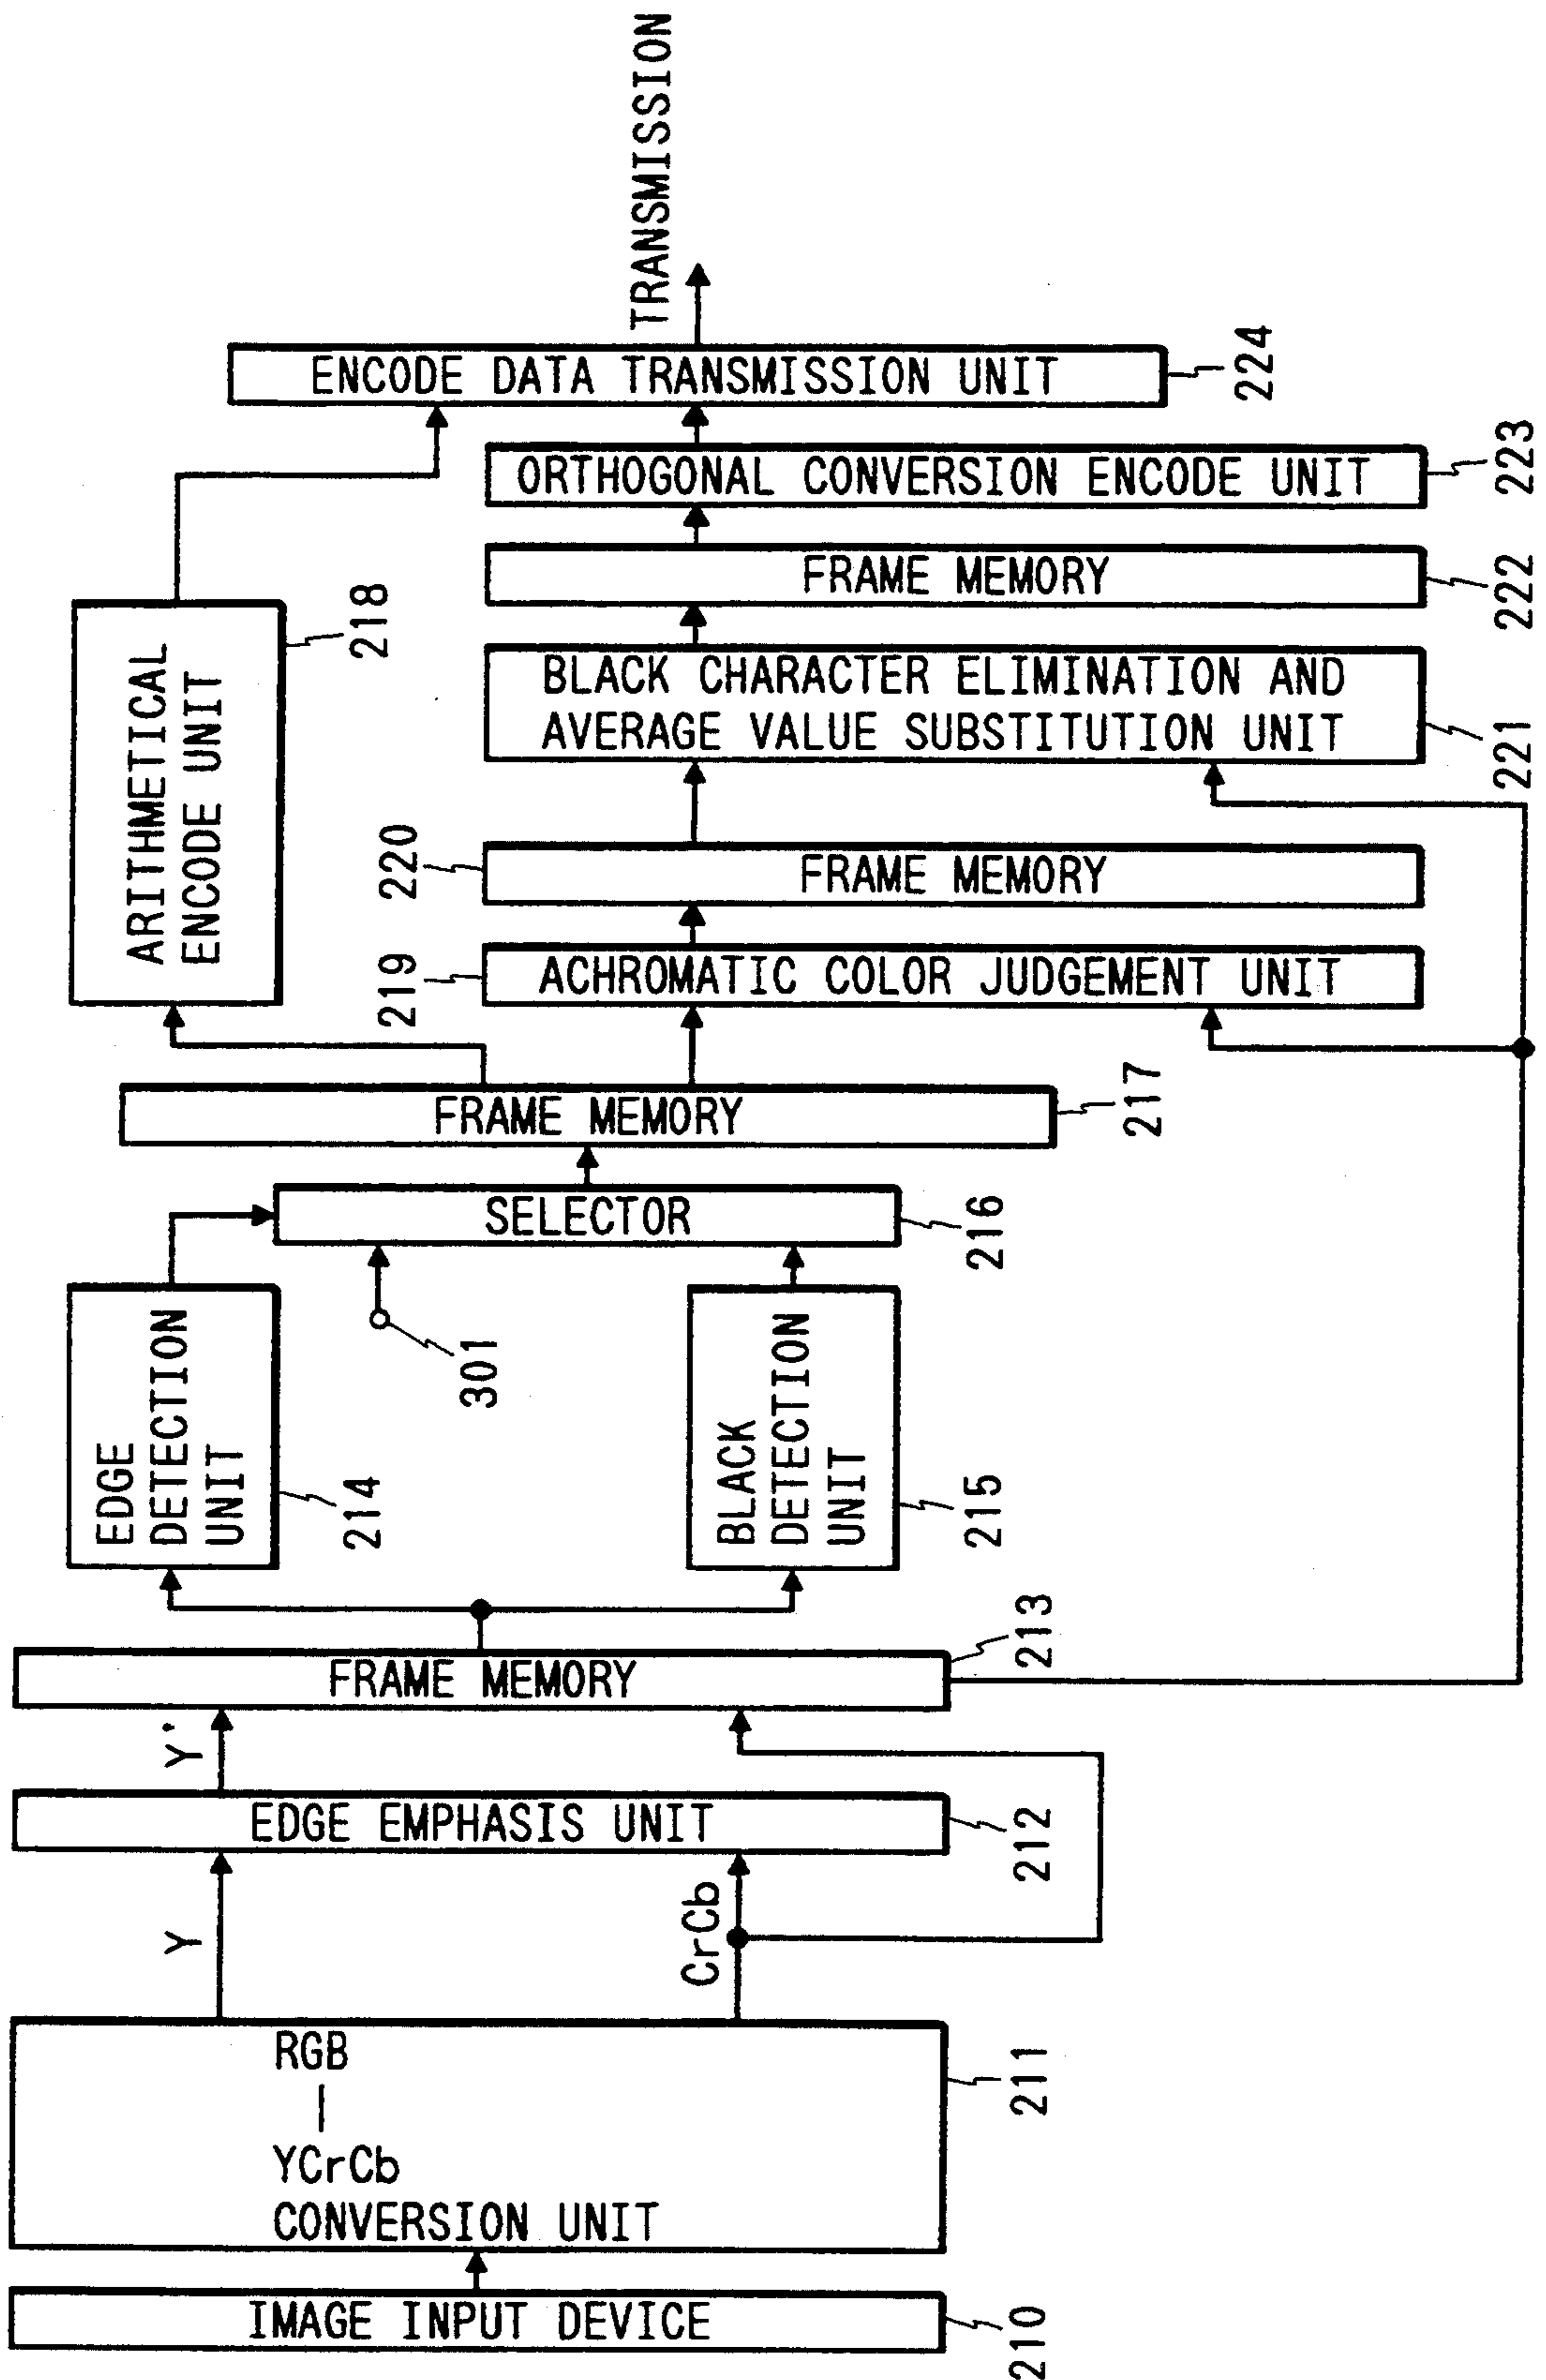 IMAGE INPUT DEVICE
210
RGB
—
YCrCb
CONVERSION UNIT
211
Y
CrCb
EDGE EMPHASIS UNIT
212
Y'
FRAME MEMORY
213
EDGE
DETECTION
UNIT
214
BLACK
DETECTION
UNIT
215
301
SELECTOR
216
FRAME MEMORY
217
ARITHMETICAL
ENCODE UNIT
218
ACHROMATIC COLOR JUDGEMENT UNIT
219
FRAME MEMORY
220
BLACK CHARACTER ELIMINATION AND
AVERAGE VALUE SUBSTITUTION UNIT
221
FRAME MEMORY
222
ORTHOGONAL CONVERSION ENCODE UNIT
223
ENCODE DATA TRANSMISSION UNIT
224
TRANSMISSION